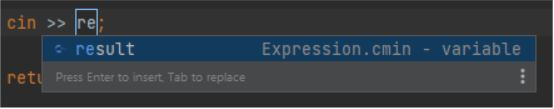 cin >> re;
result Expression.cmin - variable
Press Enter to insert, Tab to replace
retu